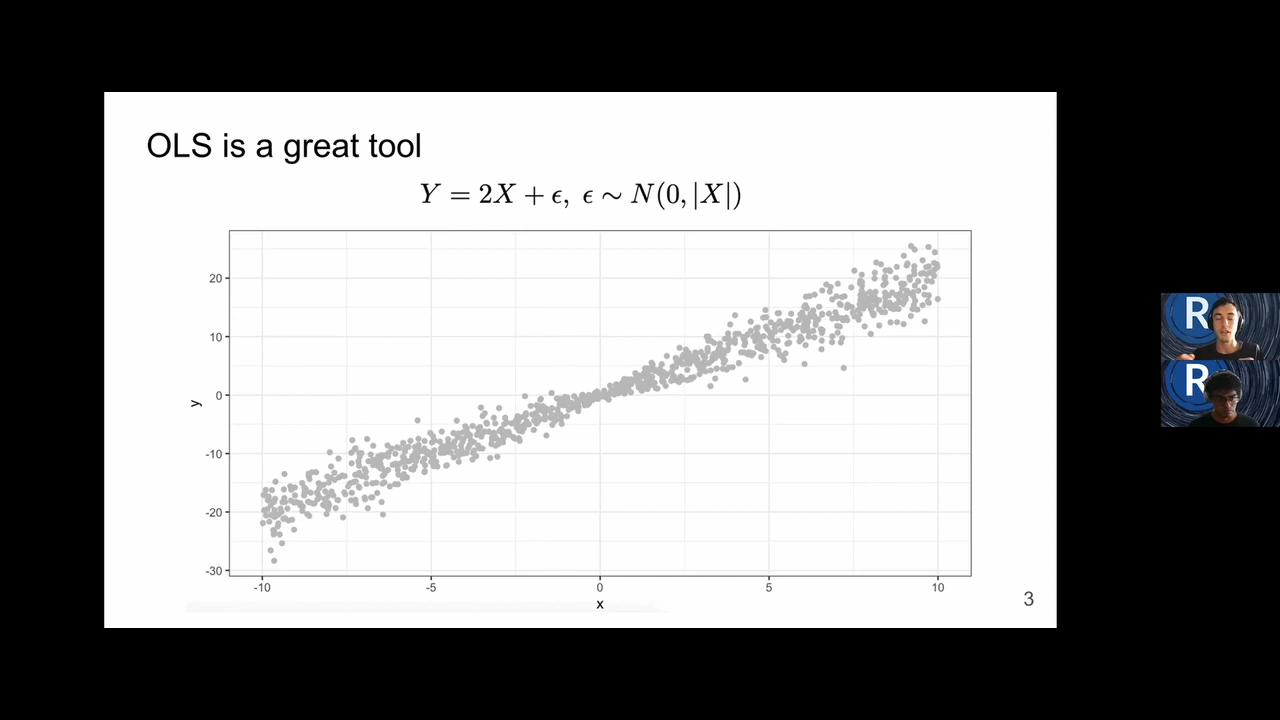 OLS is a great tool
Y = 2X + ϵ, ϵ ∼ N(0, |X|)
20
10
0
-10
-20
-30
y
-10
-5
0
5
10
x
3
R
R